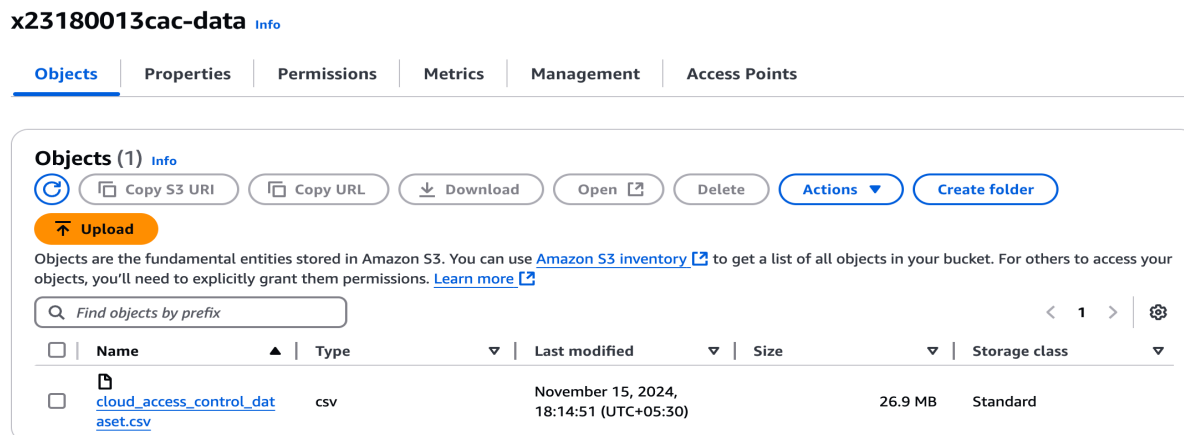 x23180013cac-data Info
Objects Properties Permissions Metrics Management Access Points
Objects (1) Info
Copy S3 URI Copy URL Download Open Delete Actions Create folder
Upload
Objects are the fundamental entities stored in Amazon S3. You can use Amazon S3 inventory to get a list of all objects in your bucket. For others to access your
objects, you’ll need to explicitly grant them permissions. Learn more
Find objects by prefix 1
Name Type Last modified Size Storage class
cloud_access_control_dat
aset.csv
csv
November 15, 2024,
18:14:51 (UTC+05:30)
26.9 MB
Standard